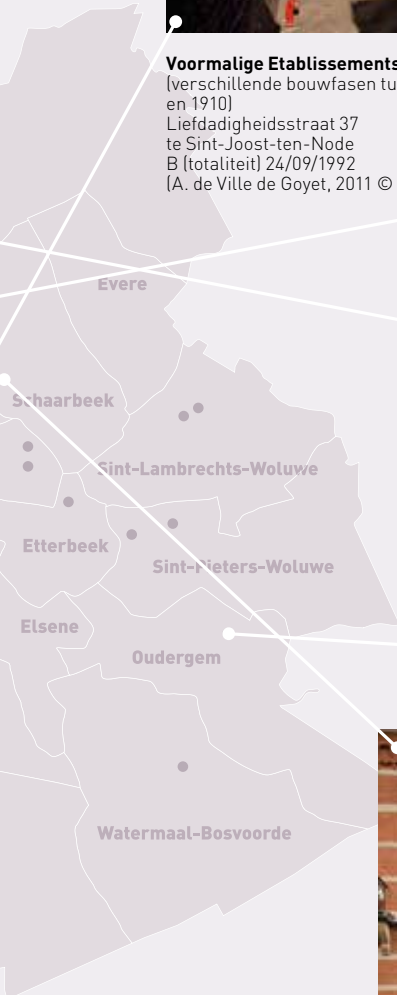 Voormalige Etablissements
(verschillende bouwfasen tu
en 1910)
Liefdadigheidsstraat 37
te Sint-Joost-ten-Node
B (totaliteit) 24/09/1992
(A. de Ville de Goyet, 2011 ©
Evere
Schaarbeek
Sint-Lambrechts-Woluwe
Etterbeek
Sint-Pieters-Woluwe
Elsene
Oudergem
Watermaal-Bosvoorde